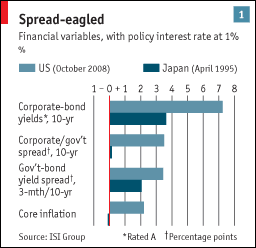 Spread-eagled
1
Financial variables, with policy interest rate at 1%
%
US (October 2008) Japan (April 1995)
1 – 0 + 1 2 3 4 5 6 7 8
Corporate-bond
yields*, 10-yr
Corporate/gov't
spread†, 10-yr
Gov't-bond
yield spread†,
3-mth/10-yr
Core inflation
Source: ISI Group *Rated A †Percentage points